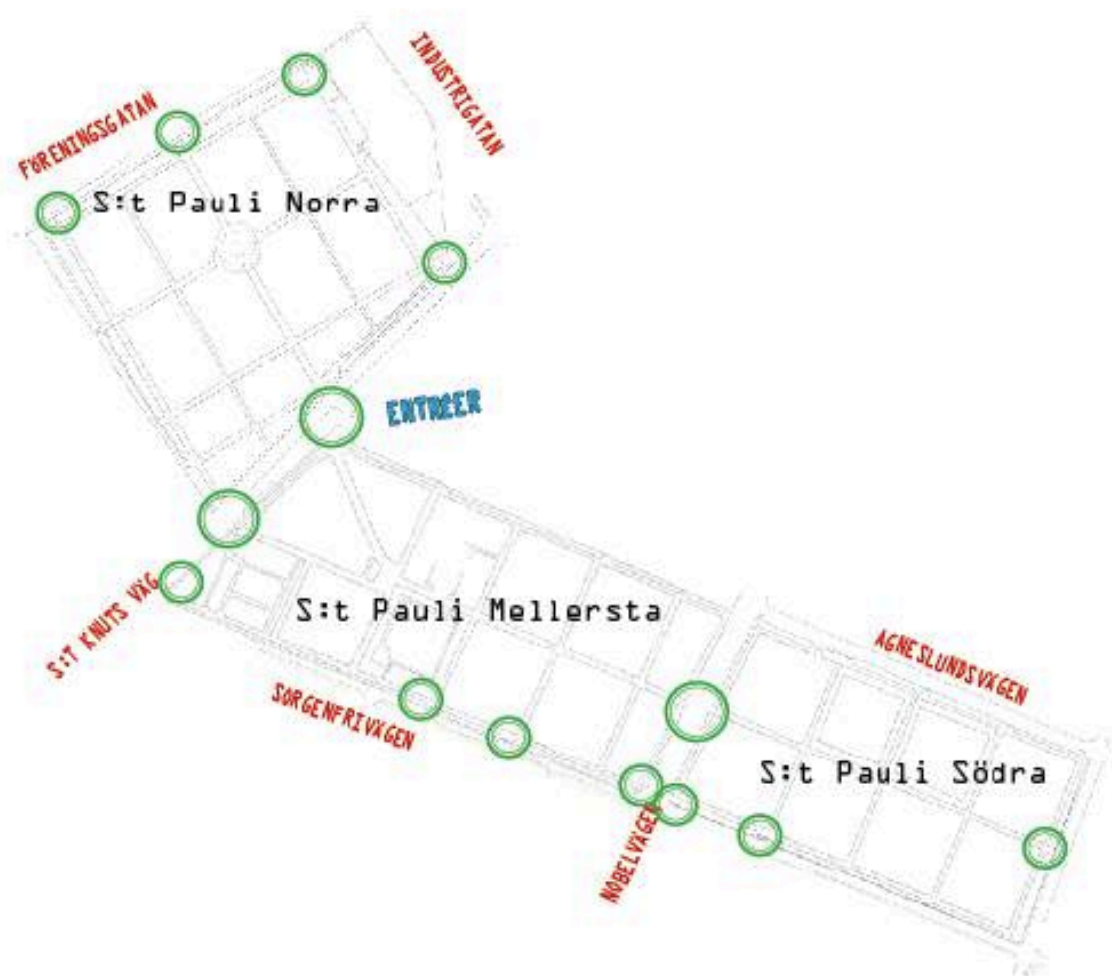 INDUSTRIGATAN
FÖRENINGSGATAN
S:t Pauli Norra
ENTREER
S:T KNUTS VÄG
S:t Pauli Mellersta
SORGENFRIVÄGEN
AGNESLUNDSVÄGEN
S:t Pauli Södra
NOBELVÄGEN